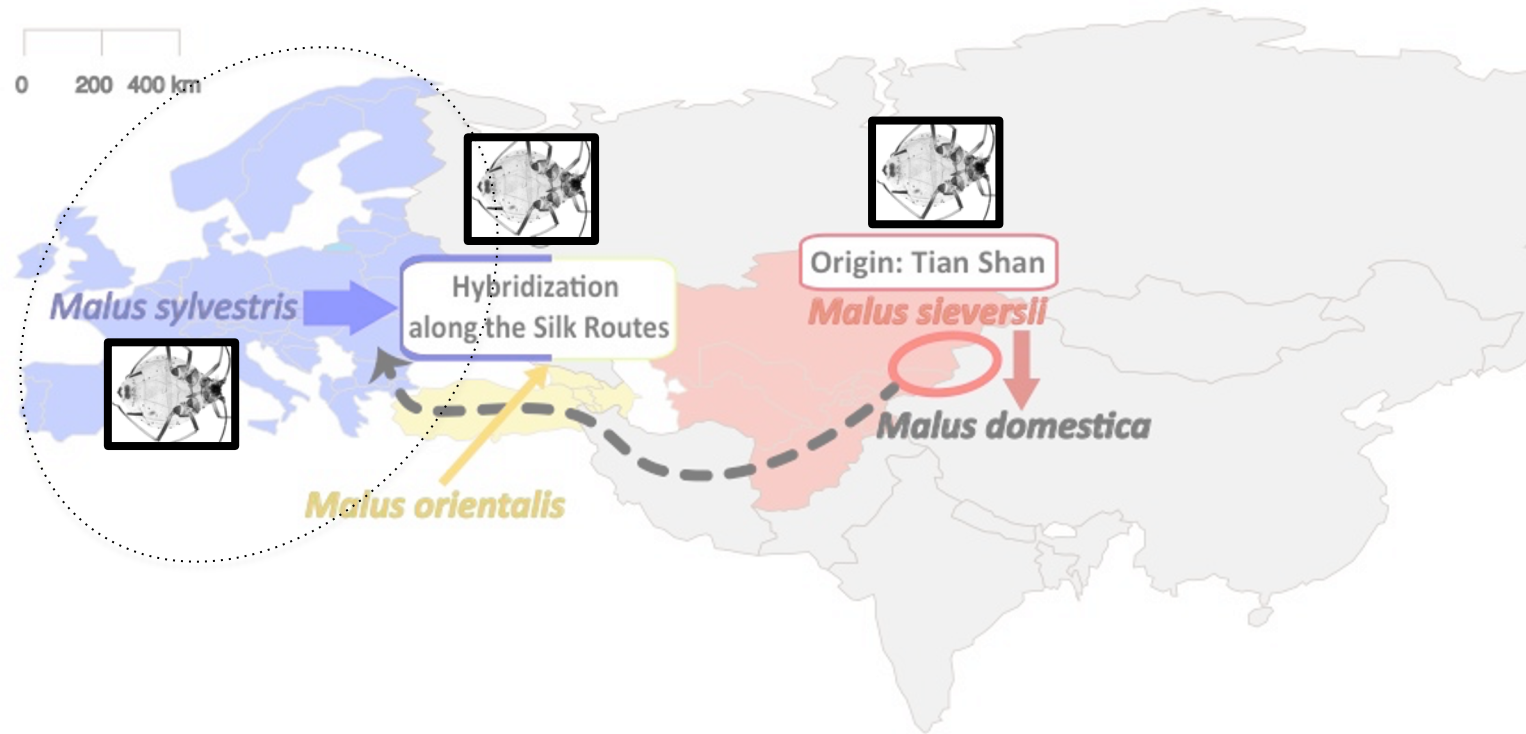 0 200 400 km
Origin: Tian Shan
Hybridization
along the Silk Routes
Malus sylvestris
Malus sieversii
Malus domestica
Malus orientalis